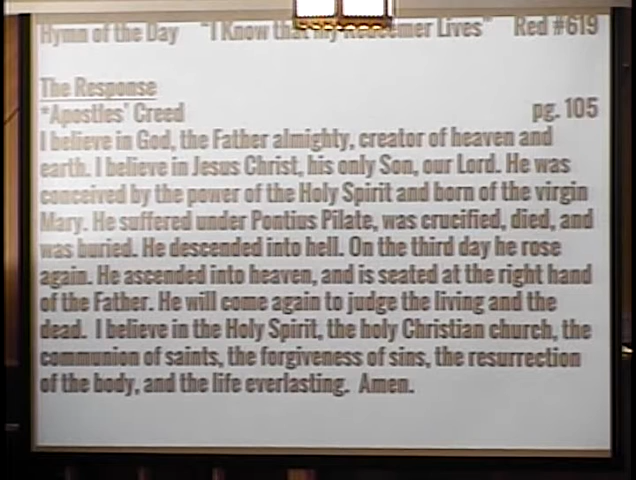 Hymn of the Day "I Know that my Redeemer Lives" Red #619
The Response
*Apostles' Creed pg. 105
I believe in God, the Father almighty, creator of heaven and
earth. I believe in Jesus Christ, his only Son, our Lord. He was
conceived by the power of the Holy Spirit and born of the virgin
Mary. He suffered under Pontius Pilate, was crucified, died, and
was buried. He descended into hell. On the third day he rose
again. He ascended into heaven, and is seated at the right hand
of the Father. He will come again to judge the living and the
dead. I believe in the Holy Spirit, the holy Christian church, the
communion of saints, the forgiveness of sins, the resurrection
of the body, and the life everlasting. Amen.